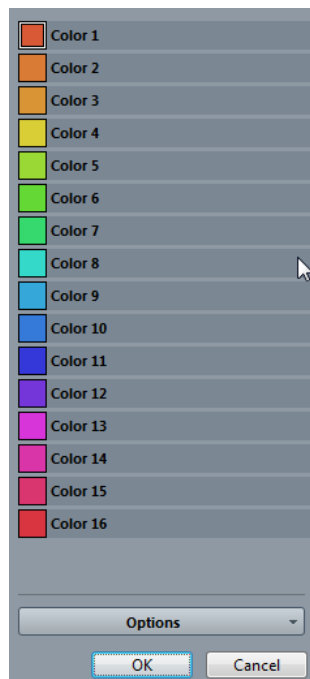 Color 1
Color 2
Color 3
Color 4
Color 5
Color 6
Color 7
Color 8
Color 9
Color 10
Color 11
Color 12
Color 13
Color 14
Color 15
Color 16
Options
OK Cancel